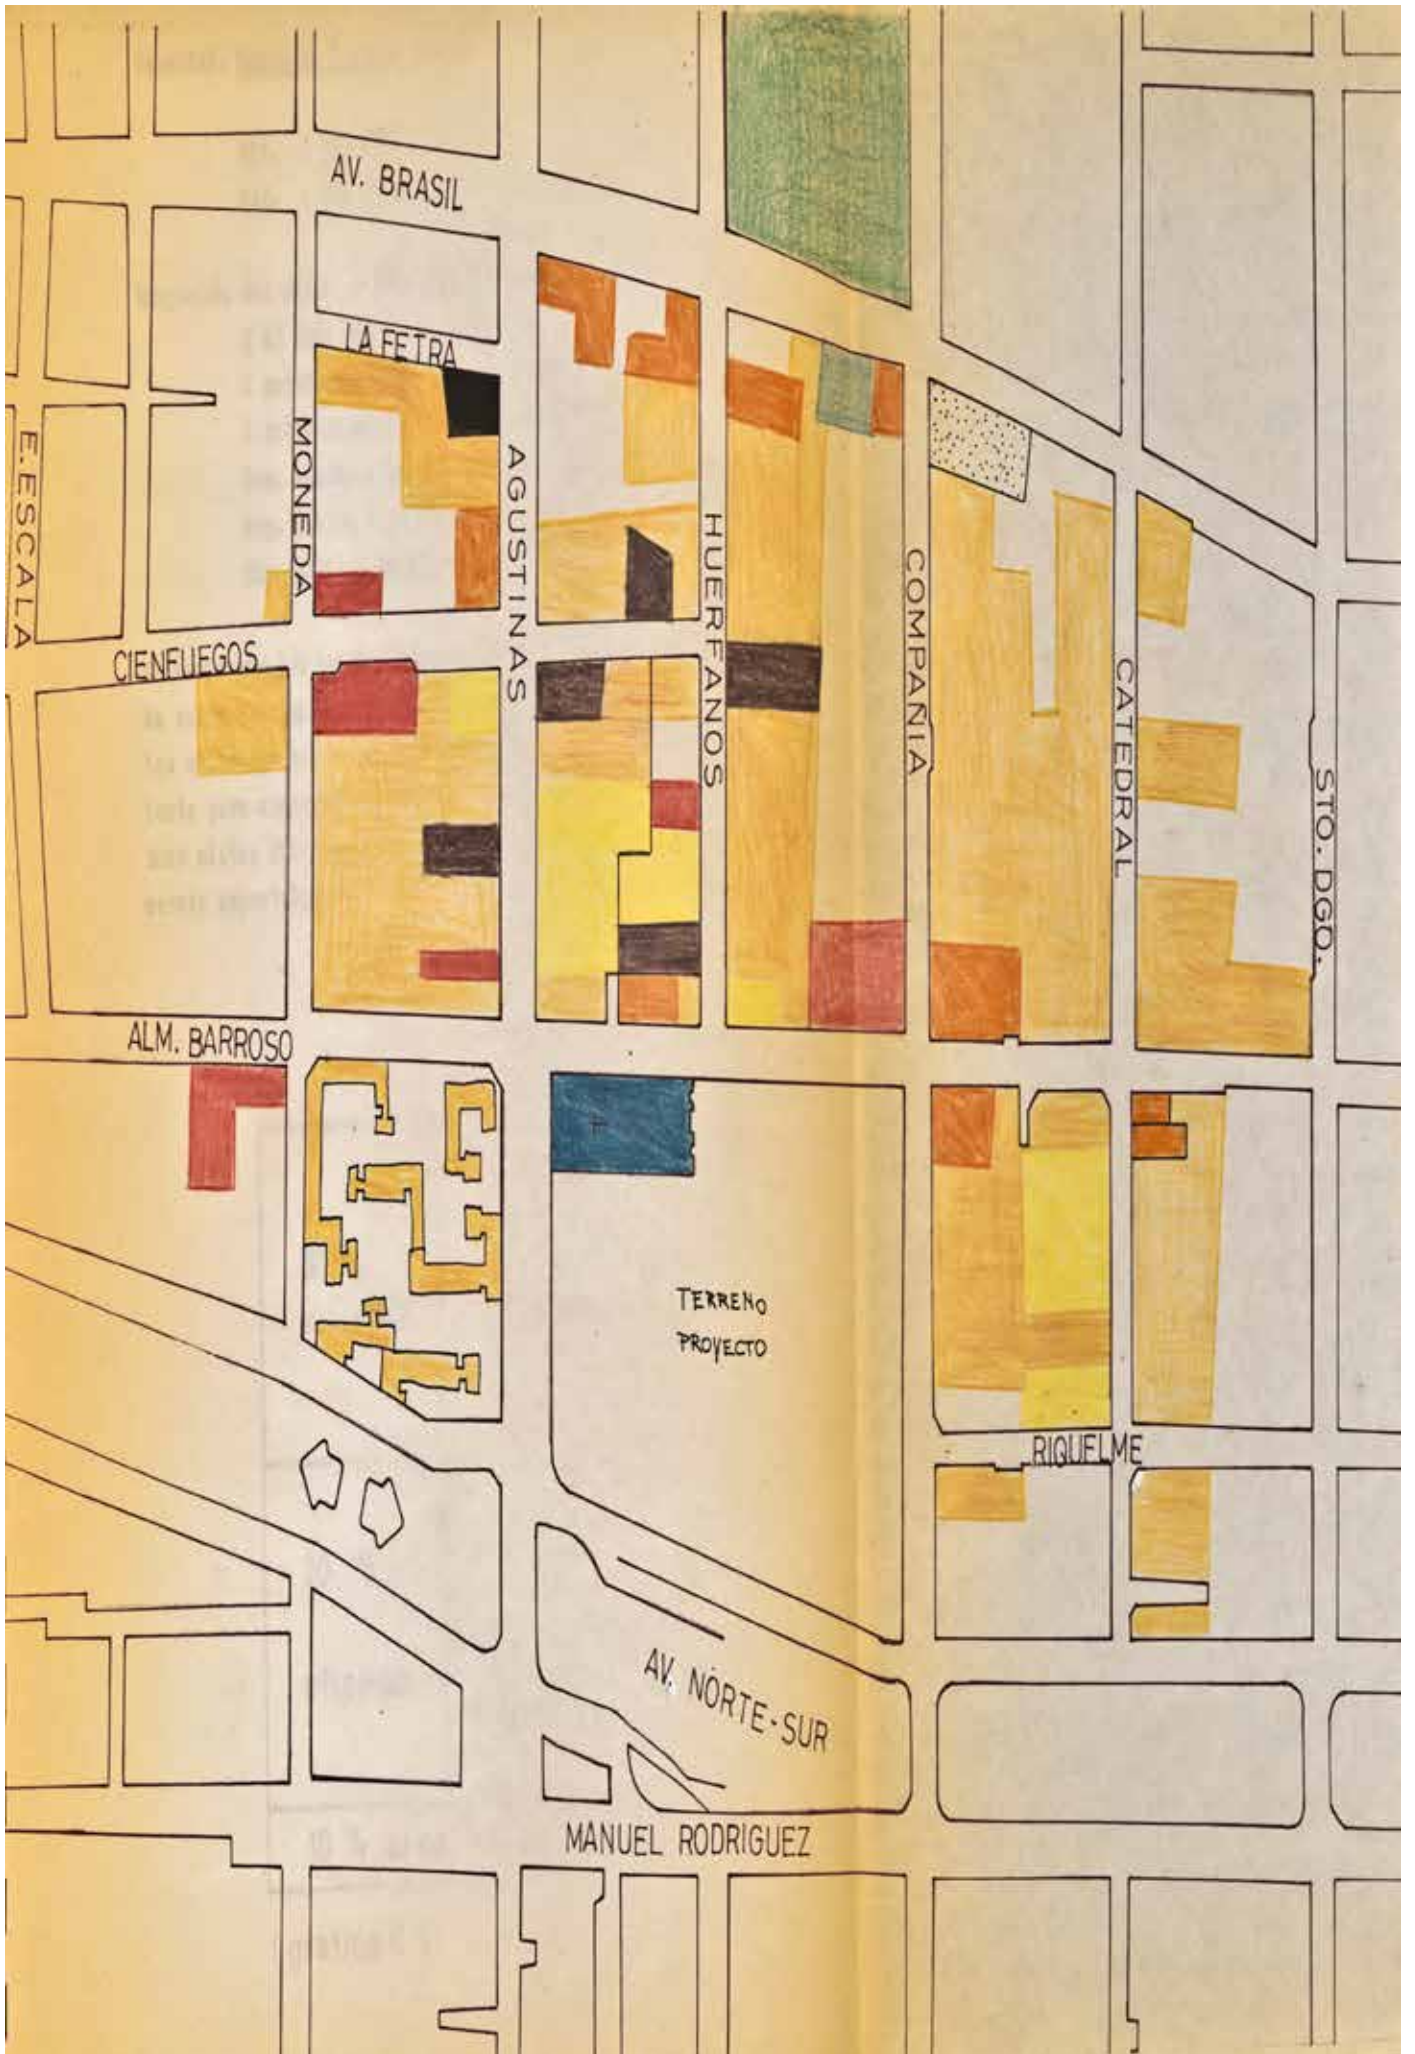 AV. BRASIL
LA FETRA
E. ESCALA
MONEDA
AGUSTINAS
HUERFANOS
COMPAÑIA
CATEDRAL
STO. DGO.
CIENFUEGOS
ALM. BARROSO
TERRENO
PROYECTO
RIQUELME
AV. NORTE-SUR
MANUEL RODRIGUEZ